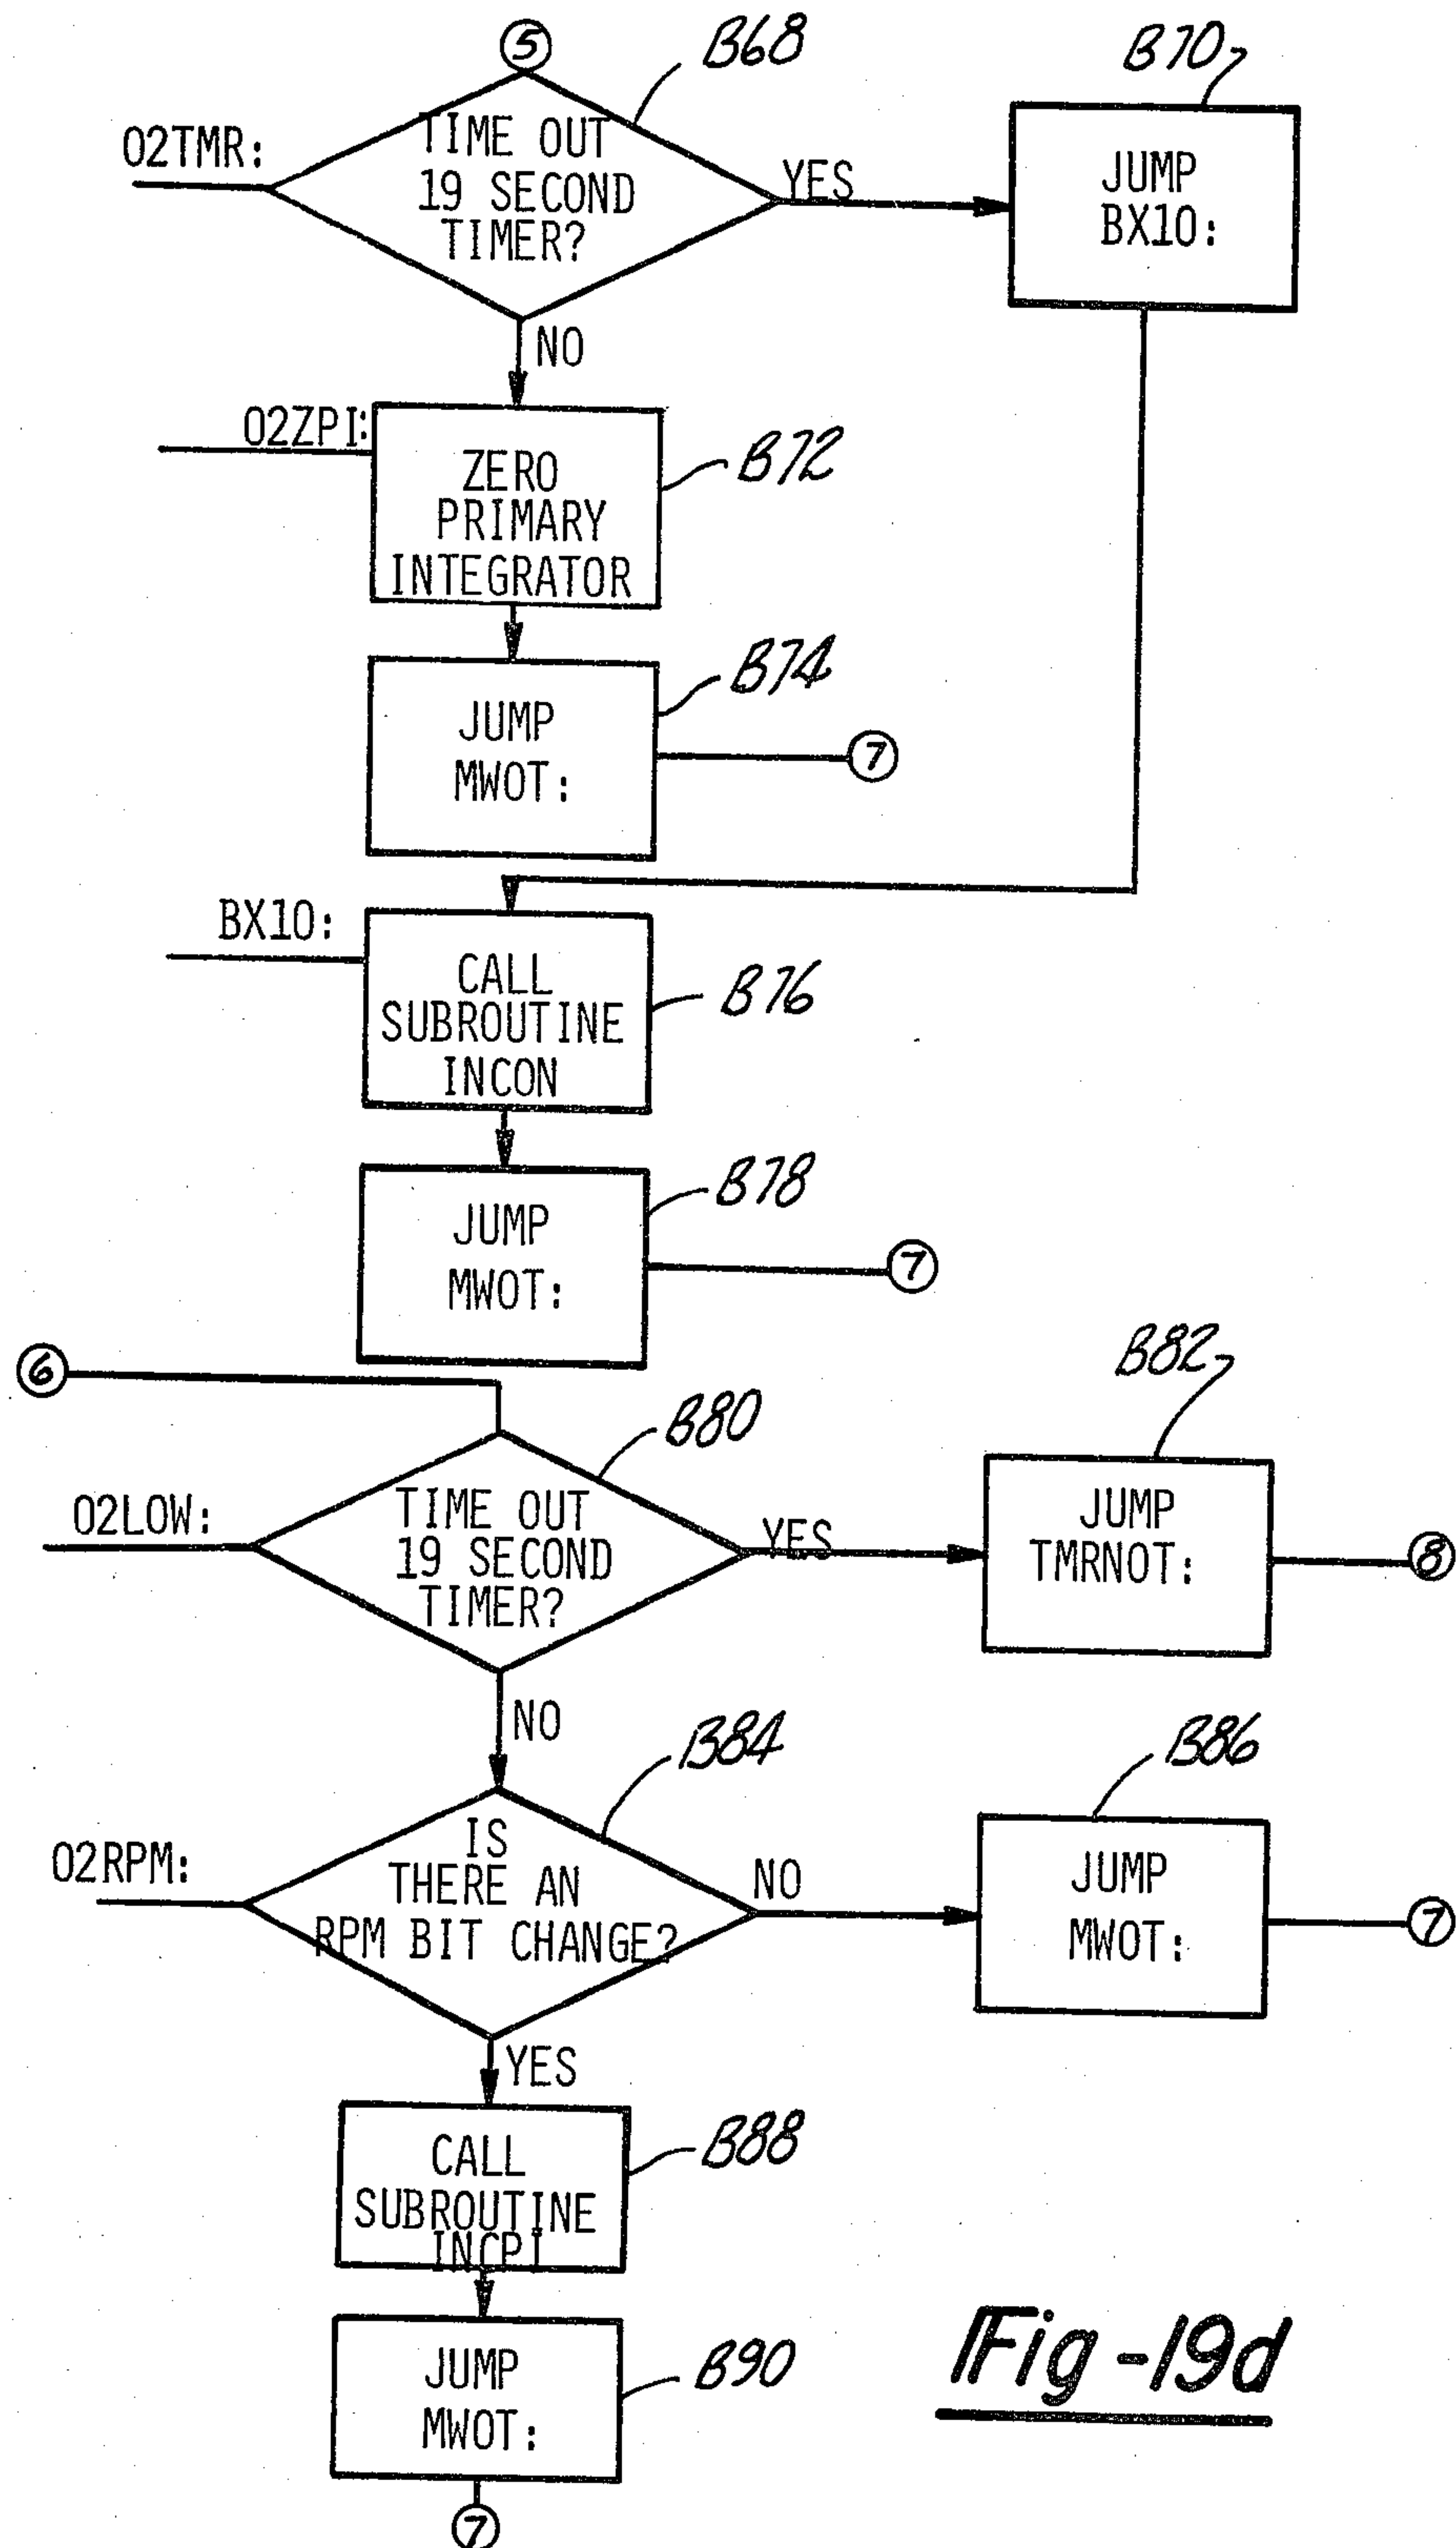 5
B68
B70
O2TMR:
TIME OUT
19 SECOND
TIMER?
YES
JUMP
BX10:
NO
O2ZPI:
ZERO
PRIMARY
INTEGRATOR
B72
B74
JUMP
MWOT:
7
BX10:
CALL
SUBROUTINE
INCON
B76
B78
JUMP
MWOT:
7
6
B80
B82
O2LOW:
TIME OUT
19 SECOND
TIMER?
YES
JUMP
TMRNOT:
8
NO
B84
B86
O2RPM:
IS
THERE AN
RPM BIT CHANGE?
NO
JUMP
MWOT:
7
YES
CALL
SUBROUTINE
INCPI
B88
JUMP
MWOT:
B90
7
Fig-19d